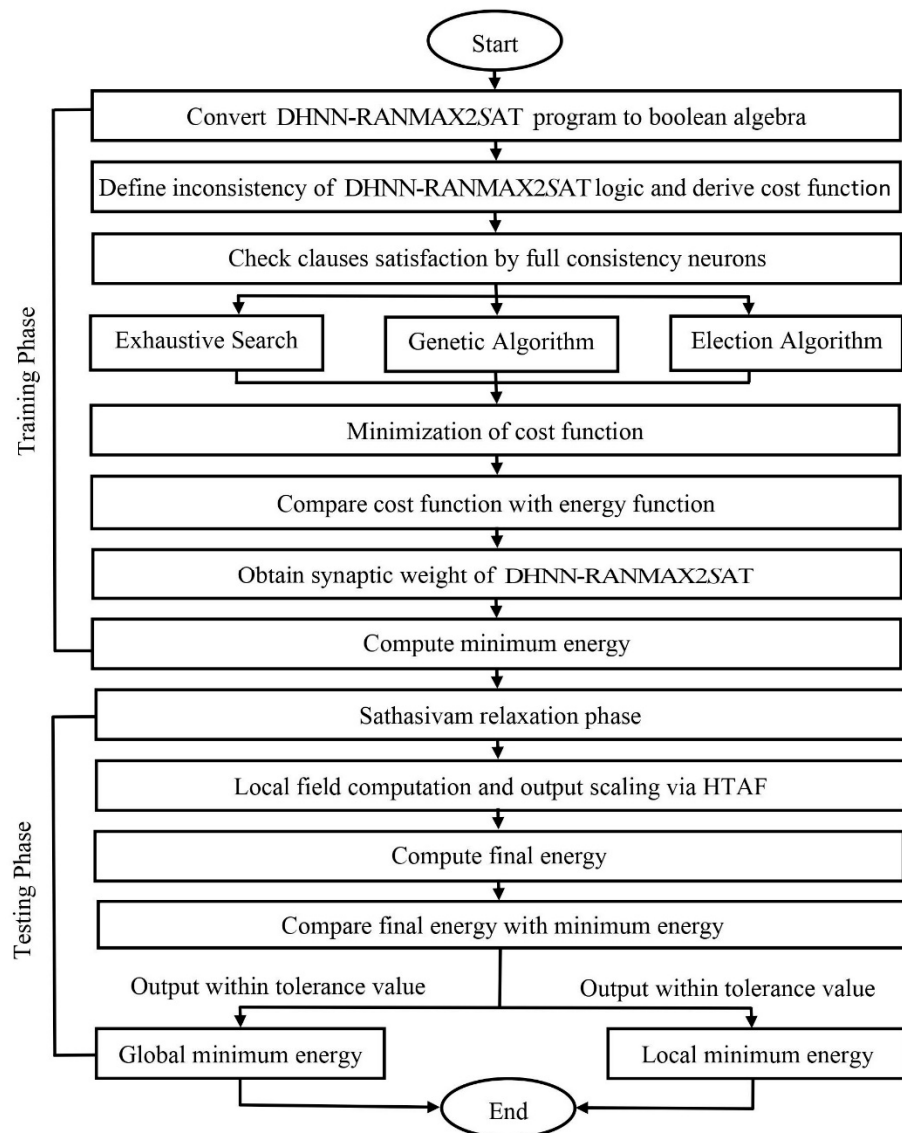 Start
Convert DHNN-RANMAX2SAT program to boolean algebra
Define inconsistency of DHNN-RANMAX2SAT logic and derive cost function
Check clauses satisfaction by full consistency neurons
Exhaustive Search
Genetic Algorithm
Election Algorithm
Training Phase
Minimization of cost function
Compare cost function with energy function
Obtain synaptic weight of DHNN-RANMAX2SAT
Compute minimum energy
Sathasivam relaxation phase
Local field computation and output scaling via HTAF
Testing Phase
Compute final energy
Compare final energy with minimum energy
Output within tolerance value
Output within tolerance value
Global minimum energy
Local minimum energy
End